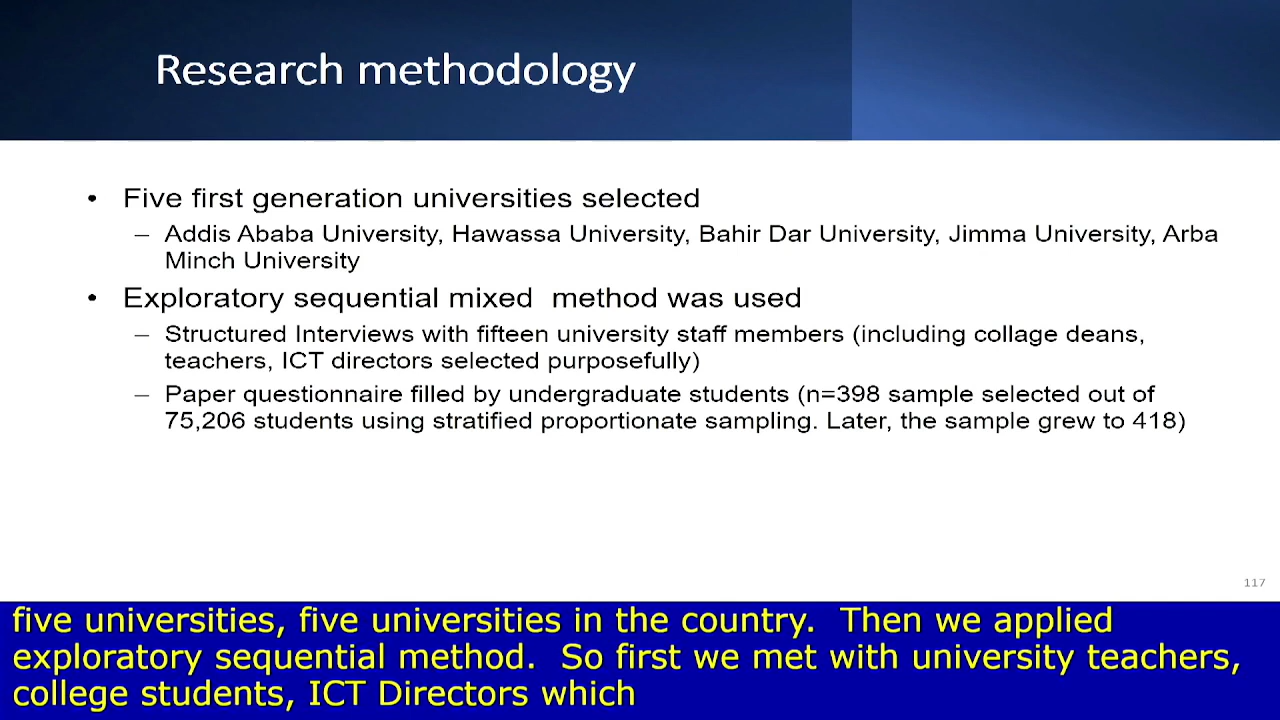 Research methodology
• Five first generation universities selected
– Addis Ababa University, Hawassa University, Bahir Dar University, Jimma University, Arba
Minch University
• Exploratory sequential mixed  method was used
– Structured Interviews with fifteen university staff members (including collage deans,
teachers, ICT directors selected purposefully)
– Paper questionnaire filled by undergraduate students (n=398 sample selected out of
75,206 students using stratified proportionate sampling. Later, the sample grew to 418)
117
five universities, five universities in the country.  Then we applied
exploratory sequential method.  So first we met with university teachers,
college students, ICT Directors which